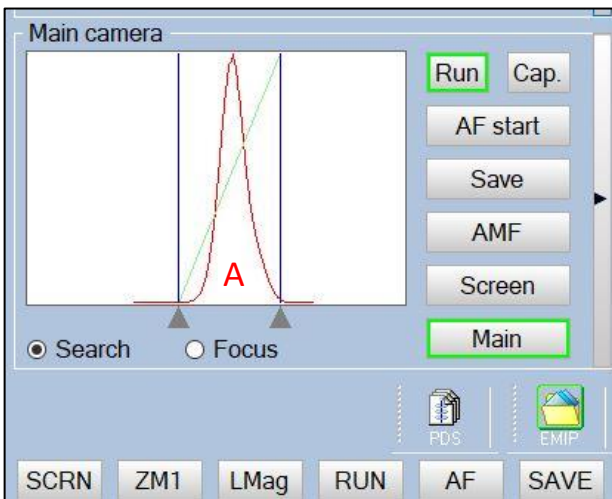 Main camera
Run Cap.
AF start
Save
AMF
A
Screen
Main
Search Focus
PDS EMIP
SCRN ZM1 LMag RUN AF SAVE